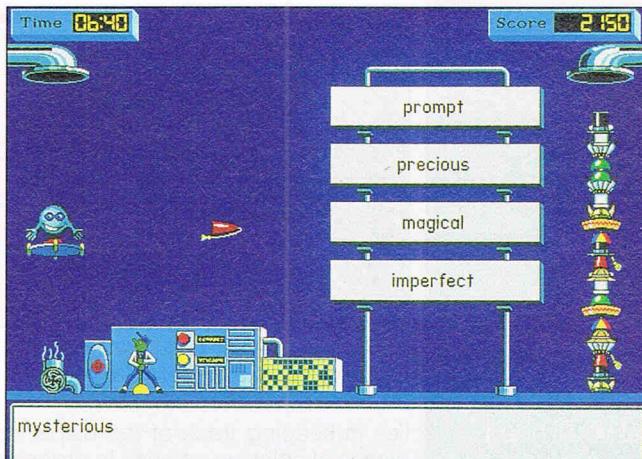 Time 06:40
Score 2150
prompt
precious
magical
imperfect
mysterious